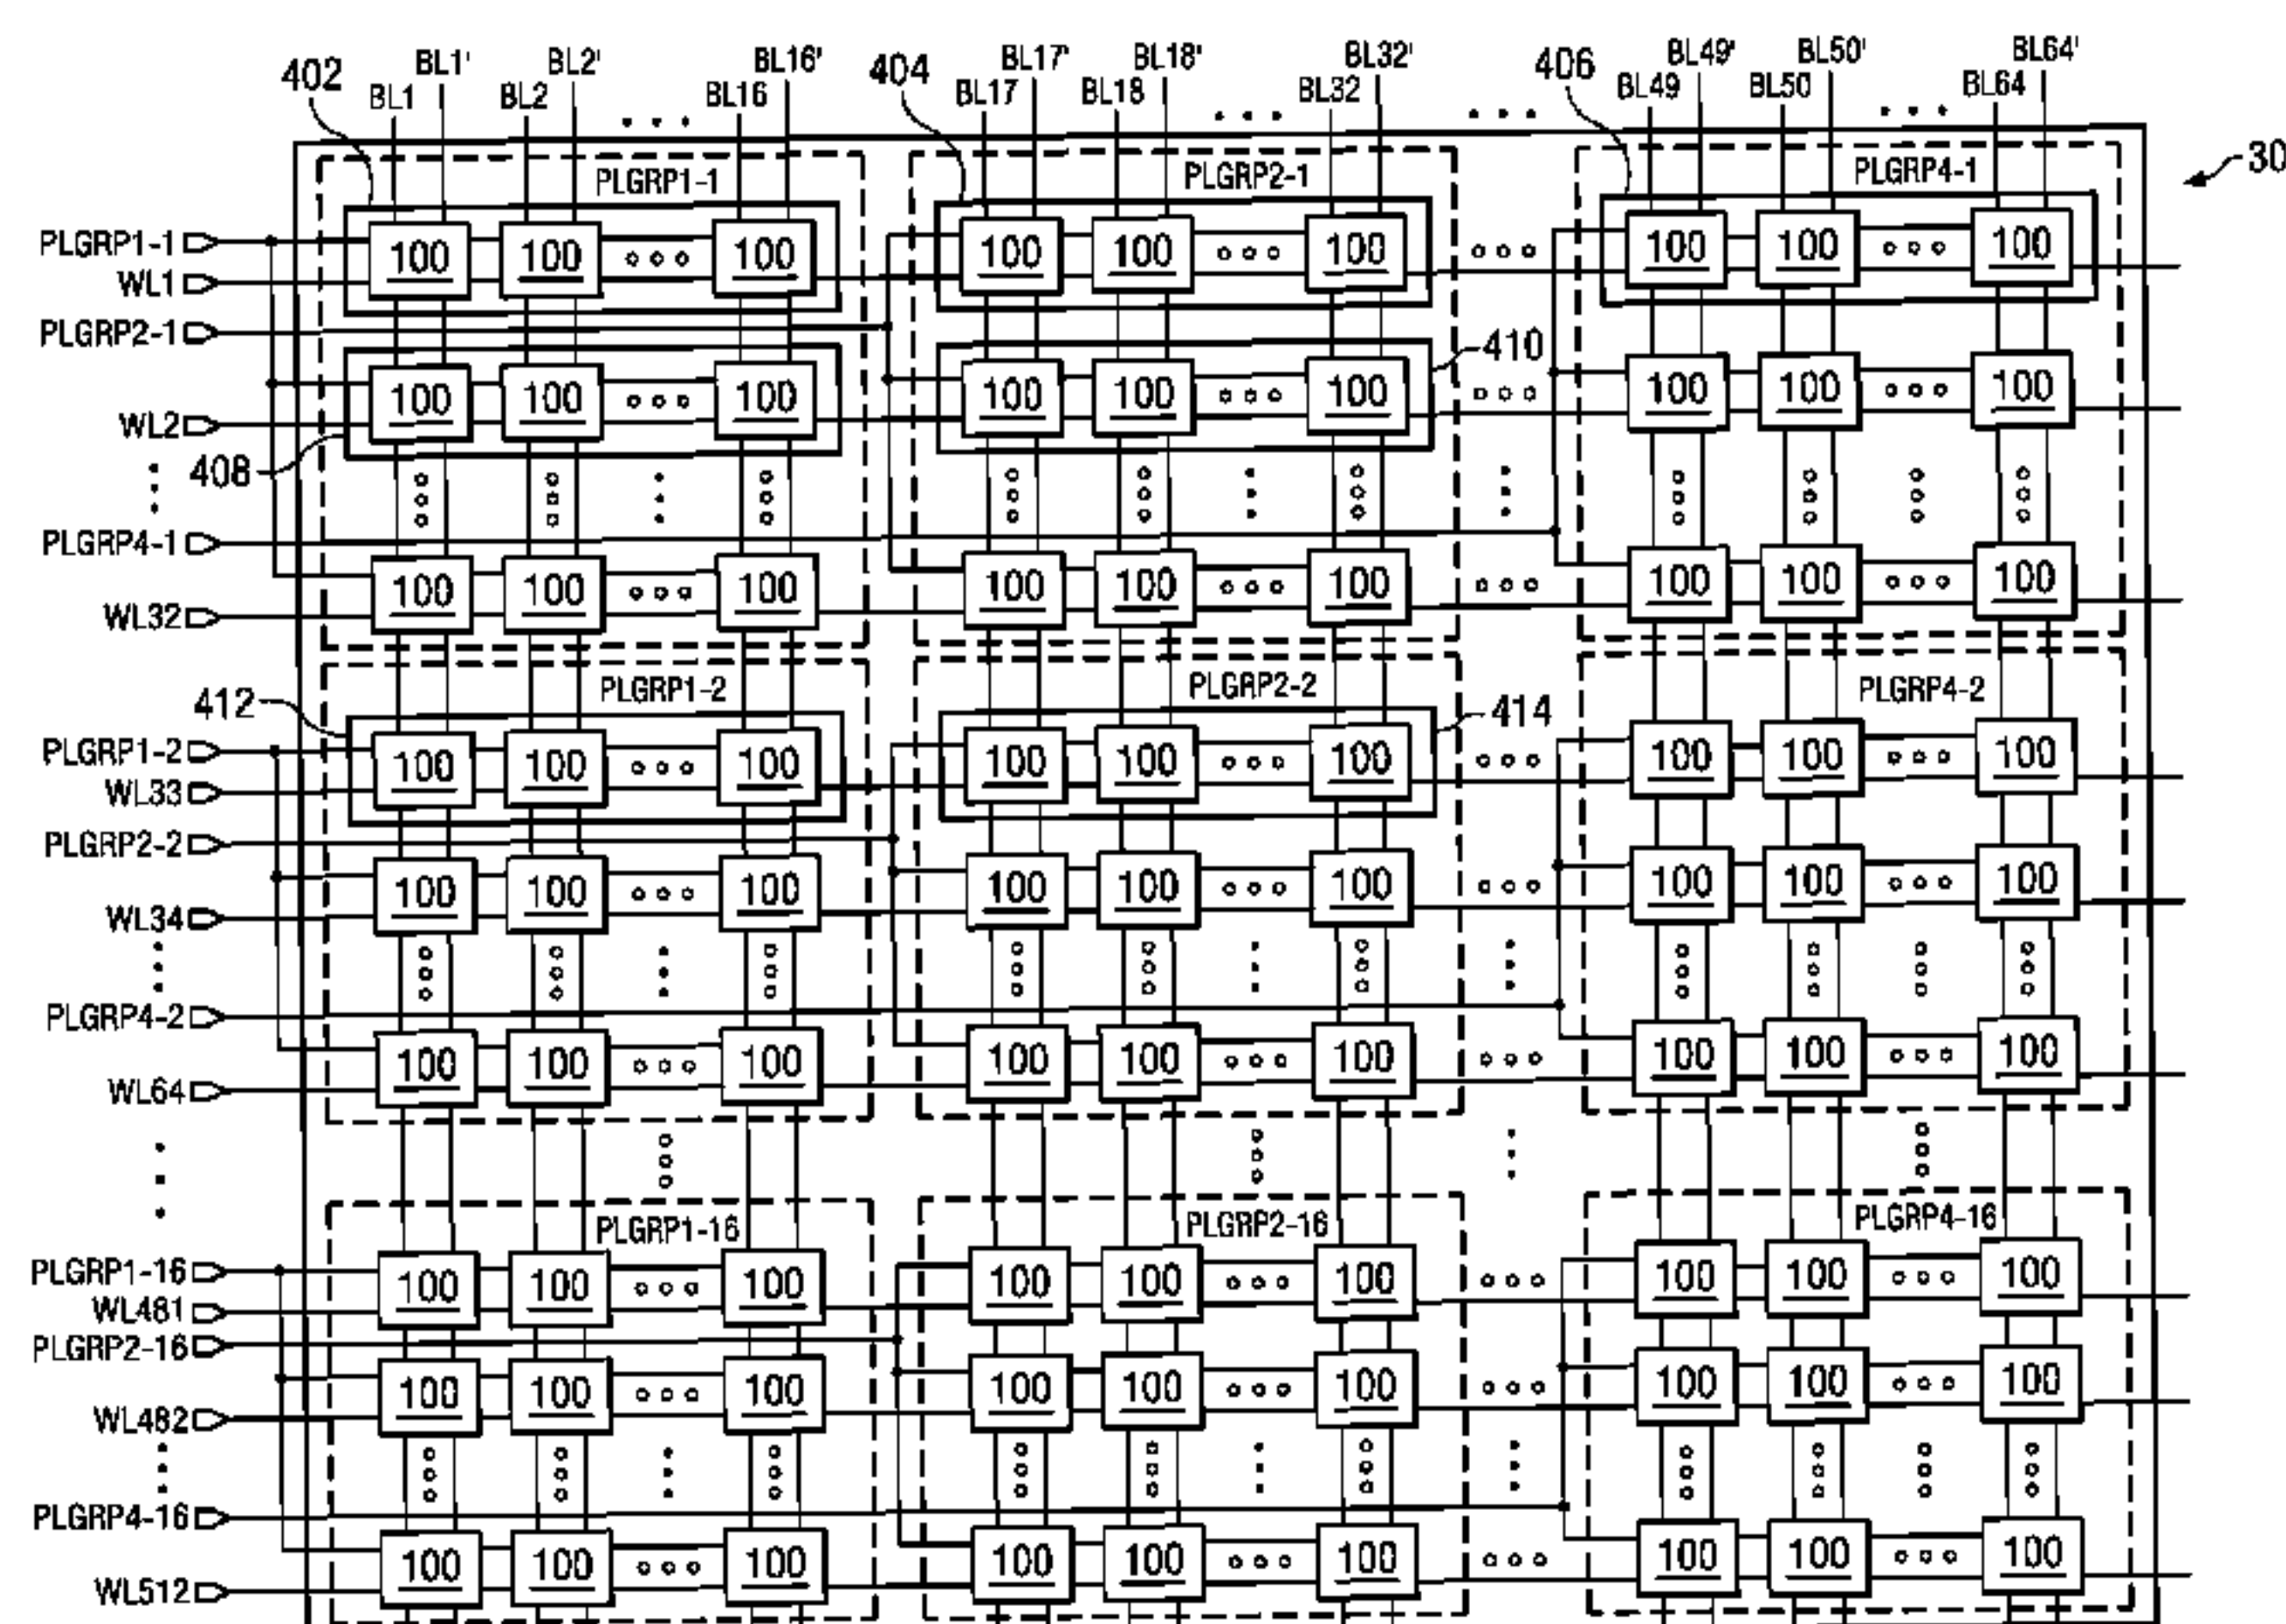 BL1 BL1' BL2 BL2' BL16 BL16' BL17 BL17' BL18 BL18' BL32 BL32' BL49 BL49' BL50 BL50' BL64 BL64'
402 404 406
30
PLGRP1-1 PLGRP2-1 PLGRP4-1
PLGRP1-1
100 100 100 100 100 100 100 100 100
WL1
PLGRP2-1
410
100 100 100 100 100 100 100 100 100
WL2
408
PLGRP4-1
100 100 100 100 100 100 100 100 100
WL32
PLGRP1-2 PLGRP2-2 PLGRP4-2
412 414
PLGRP1-2
100 100 100 100 100 100 100 100 100
WL33
PLGRP2-2
100 100 100 100 100 100 100 100 100
WL34
PLGRP4-2
100 100 100 100 100 100 100 100 100
WL64
PLGRP1-16 PLGRP2-16 PLGRP4-16
PLGRP1-16
100 100 100 100 100 100 100 100 100
WL481
PLGRP2-16
100 100 100 100 100 100 100 100 100
WL482
PLGRP4-16
100 100 100 100 100 100 100 100 100
WL512